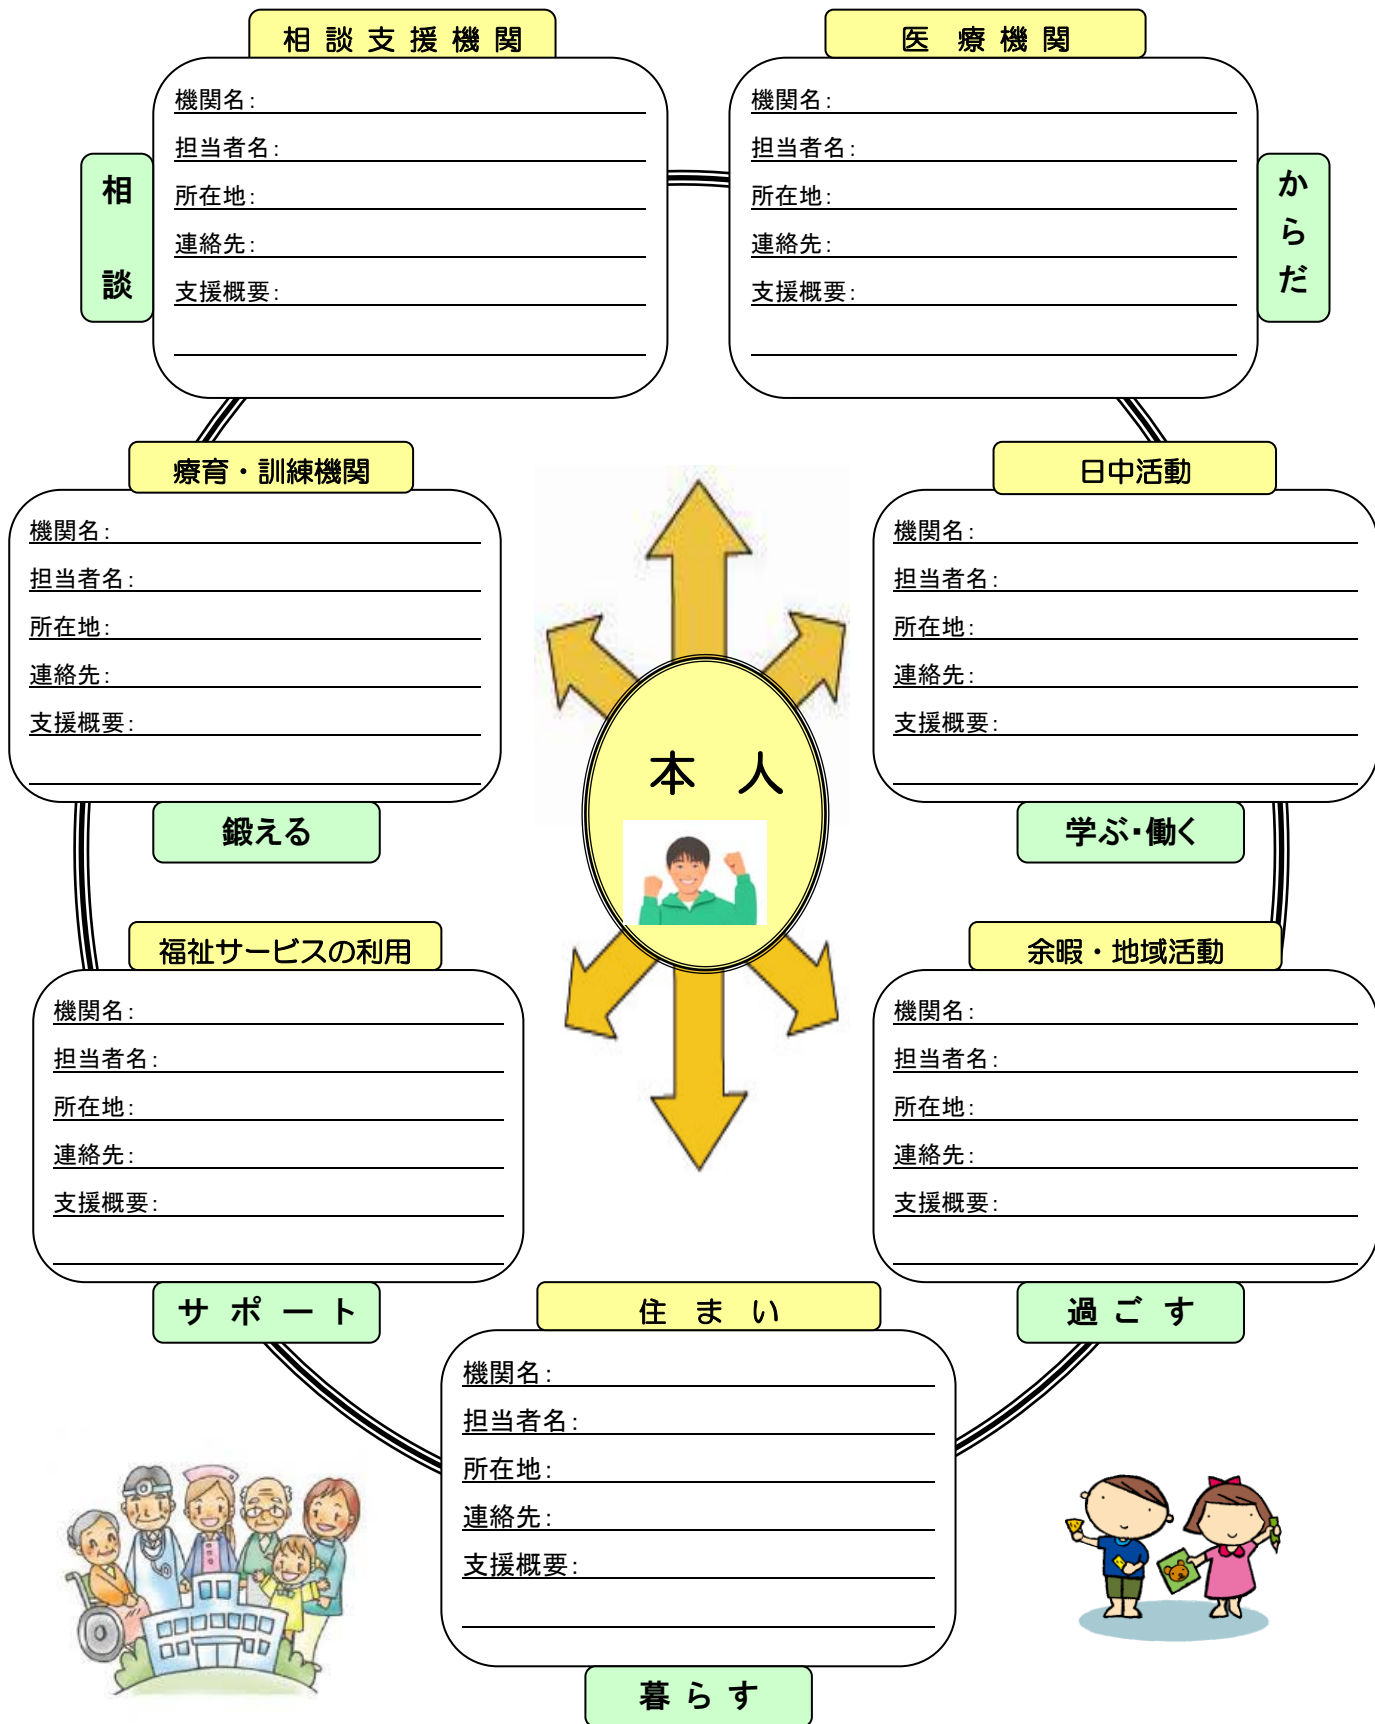 相談支援機関
機関名：
担当者名：
所在地：
連絡先：
支援概要：
相談
医療機関
機関名：
担当者名：
所在地：
連絡先：
支援概要：
からだ
療育・訓練機関
機関名：
担当者名：
所在地：
連絡先：
支援概要：
鍛える
日中活動
機関名：
担当者名：
所在地：
連絡先：
支援概要：
学ぶ・働く
本人
福祉サービスの利用
機関名：
担当者名：
所在地：
連絡先：
支援概要：
サポート
余暇・地域活動
機関名：
担当者名：
所在地：
連絡先：
支援概要：
過ごす
住まい
機関名：
担当者名：
所在地：
連絡先：
支援概要：
暮らす